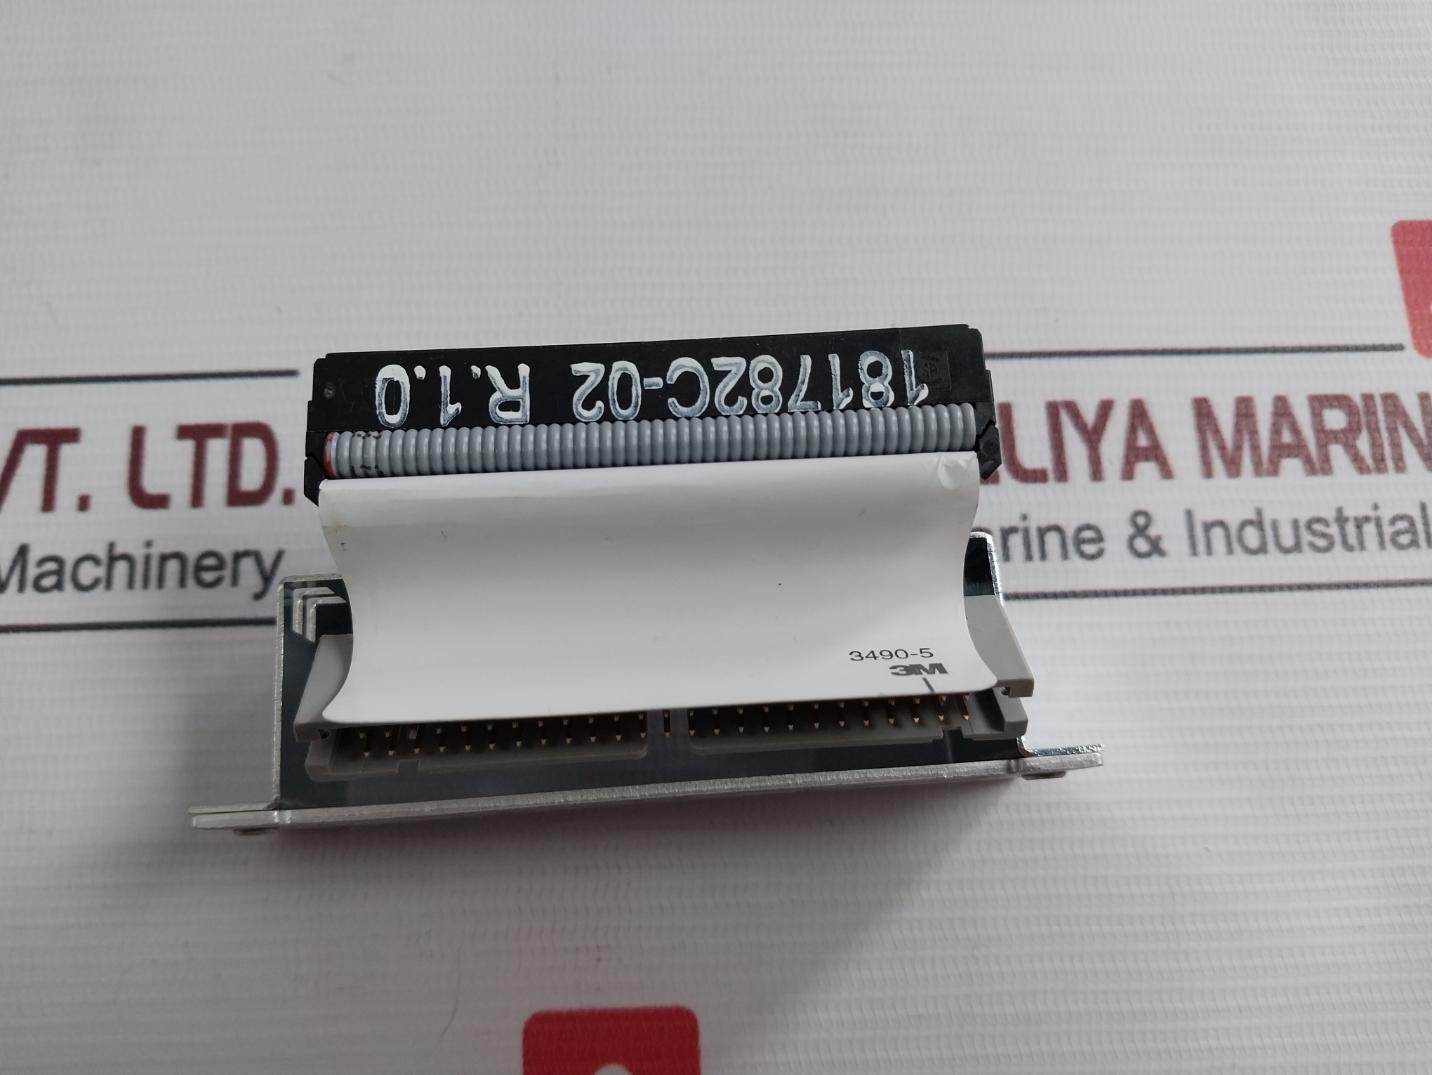 181782C-02 R.1.0
VT. LTD.
LIYA MARIN
Machinery
rine & Industrial
3490-5
3M